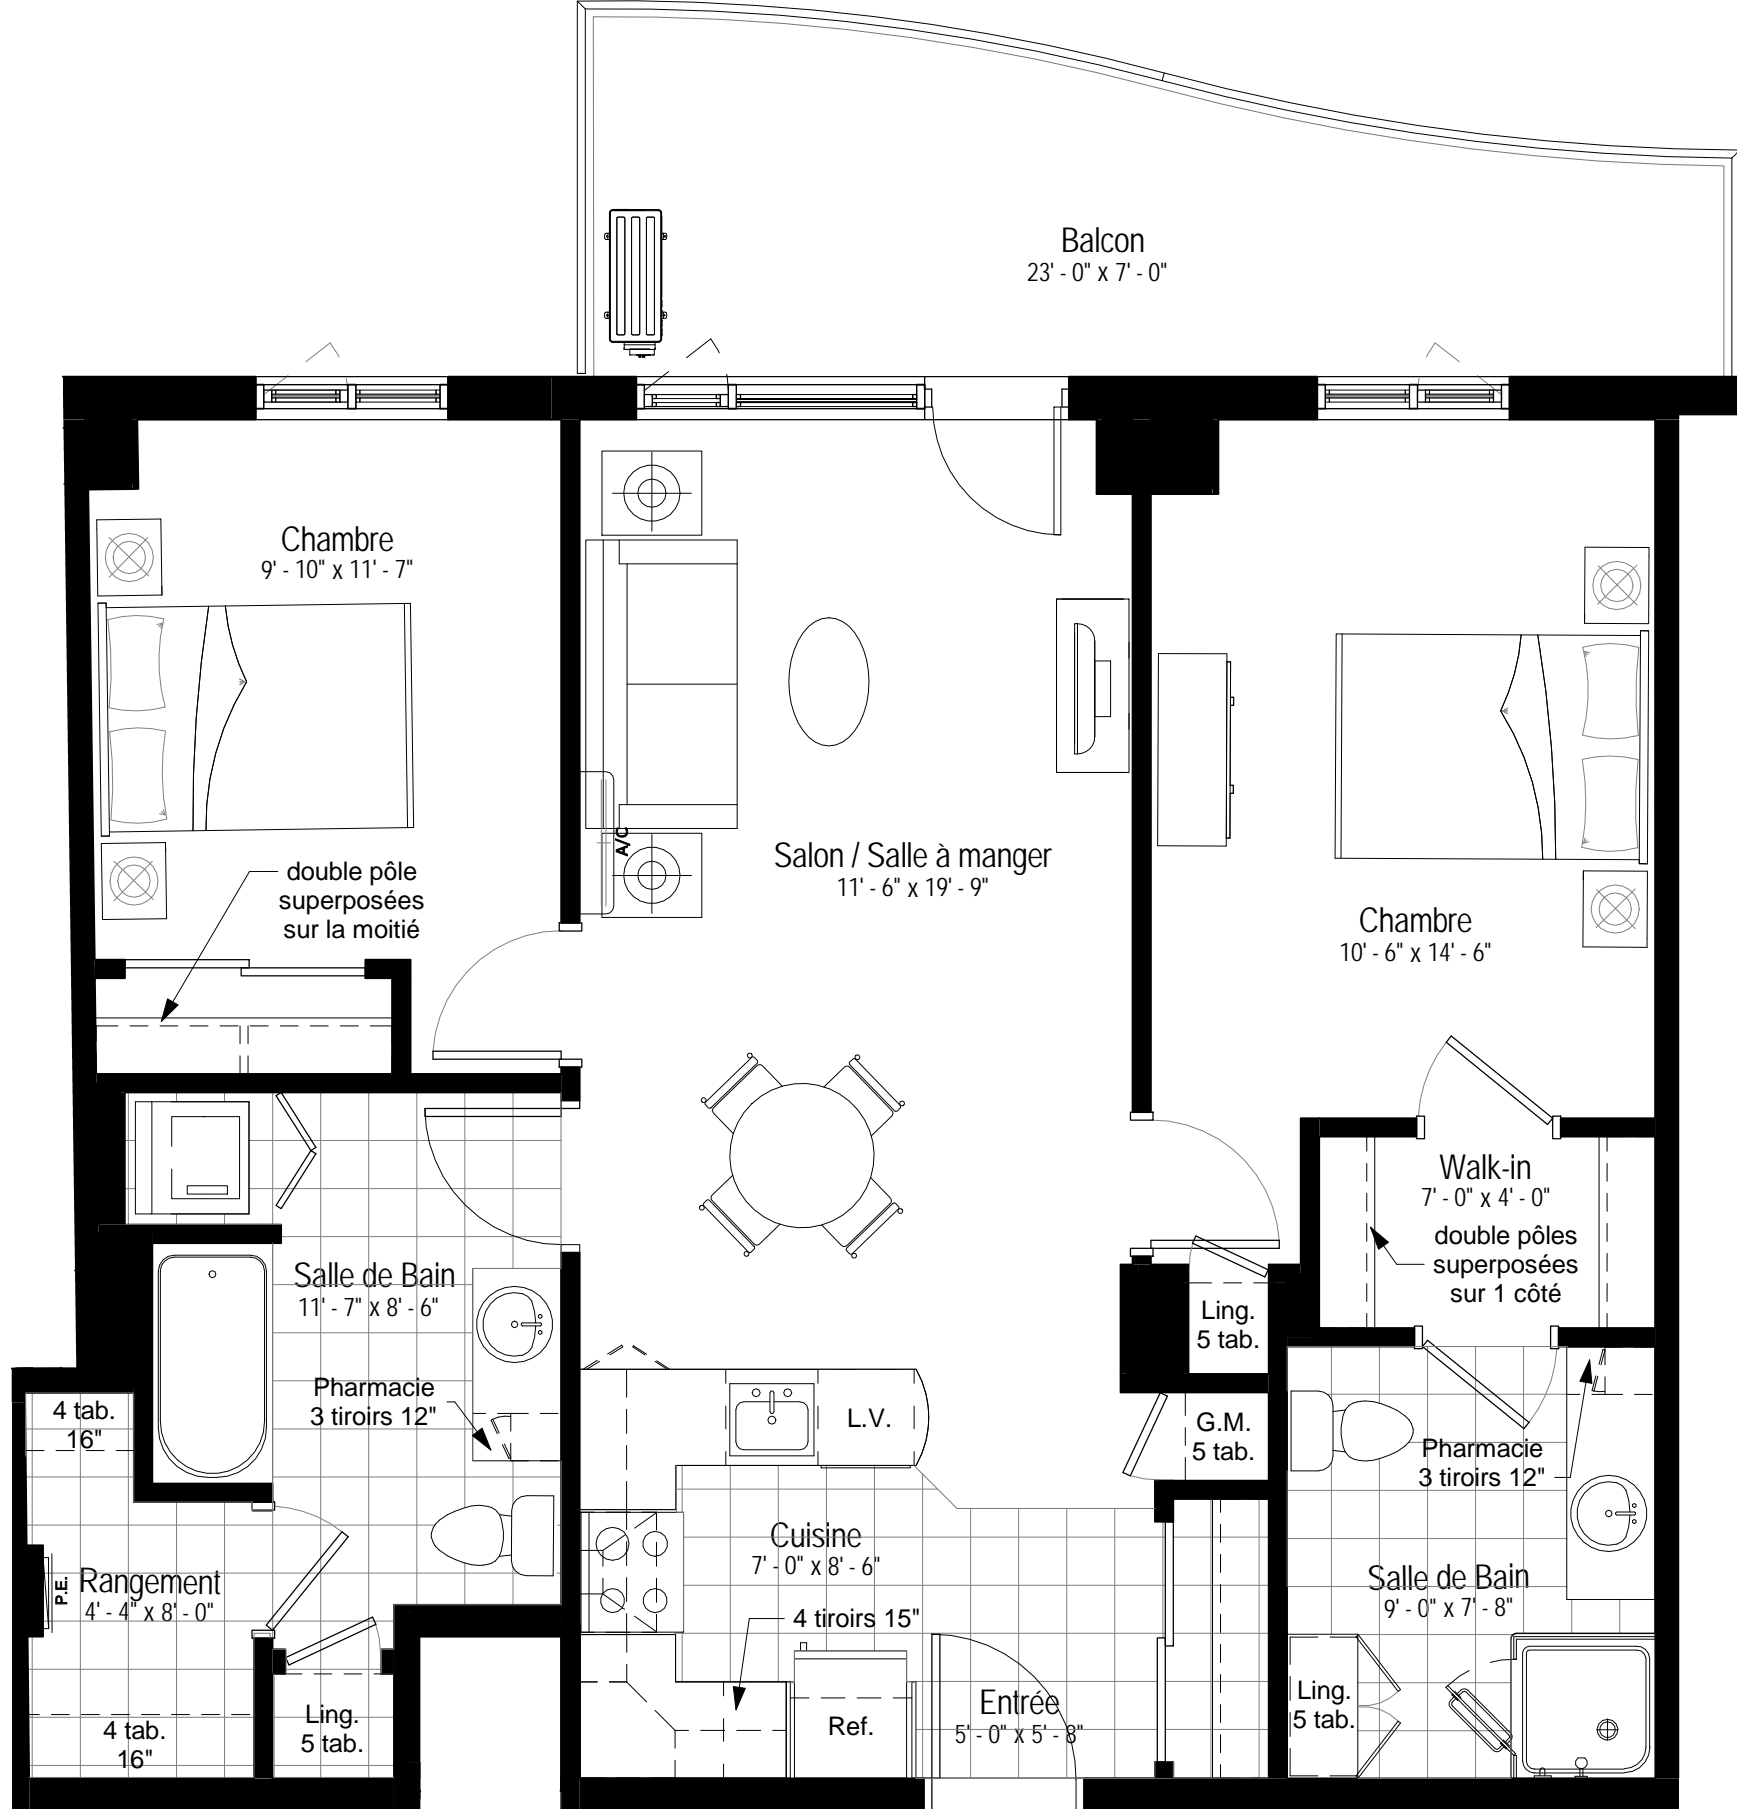 Balcon
23' - 0" x 7' - 0"
Chambre
9' - 10" x 11' - 7"
double pôle
superposées
sur la moitié
A/C
Salon / Salle à manger
11' - 6" x 19' - 9"
Chambre
10' - 6" x 14' - 6"
Walk-in
7' - 0" x 4' - 0"
double pôles
superposées
sur 1 côté
Salle de Bain
11' - 7" x 8' - 6"
Pharmacie
3 tiroirs 12"
4 tab.
16"
Ling.
5 tab.
L.V.
G.M.
5 tab.
Pharmacie
3 tiroirs 12"
Cuisine
7' - 0" x 8' - 6"
P.E.
Rangement
4' - 4" x 8' - 0"
4 tiroirs 15"
Salle de Bain
9' - 0" x 7' - 8"
4 tab.
16"
Ling.
5 tab.
Ref.
Entrée
5' - 0" x 5' - 8"
Ling.
5 tab.